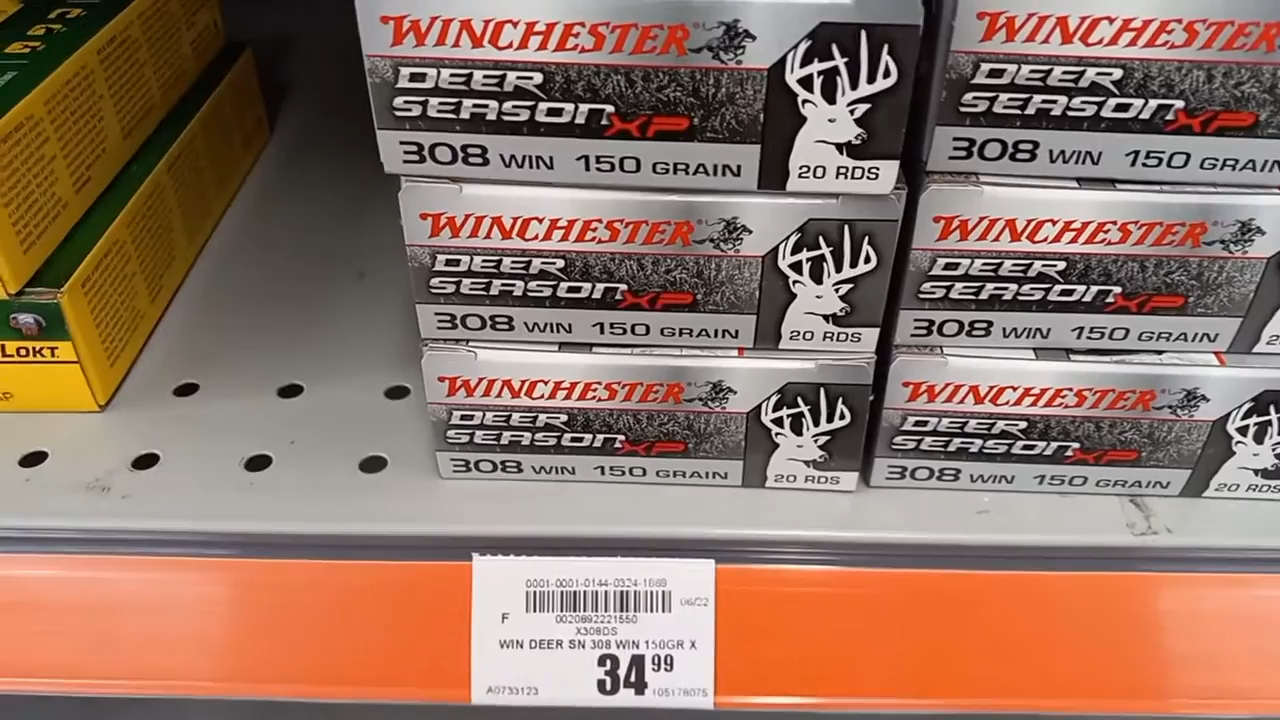 WINCHESTER
DEER
SEASON XP
308 WIN 150 GRAIN
20 RDS
WINCHESTER
DEER
SEASON XP
308 WIN 150 GRAIN
WINCHESTER
DEER
SEASON XP
308 WIN 150 GRAIN
20 RDS
WINCHESTER
DEER
SEASON XP
308 WIN 150 GRAIN
20
LOKT.
SP
WINCHESTER
DEER
SEASON XP
308 WIN 150 GRAIN
20 RDS
WINCHESTER
DEER
SEASON XP
308 WIN 150 GRAIN
20 RDS
0001-0001-0144-0324-1889
06/22
F
0020892221550
X308DS
WIN DEER SN 308 WIN 150GR X
34 99
A0733123
105178075